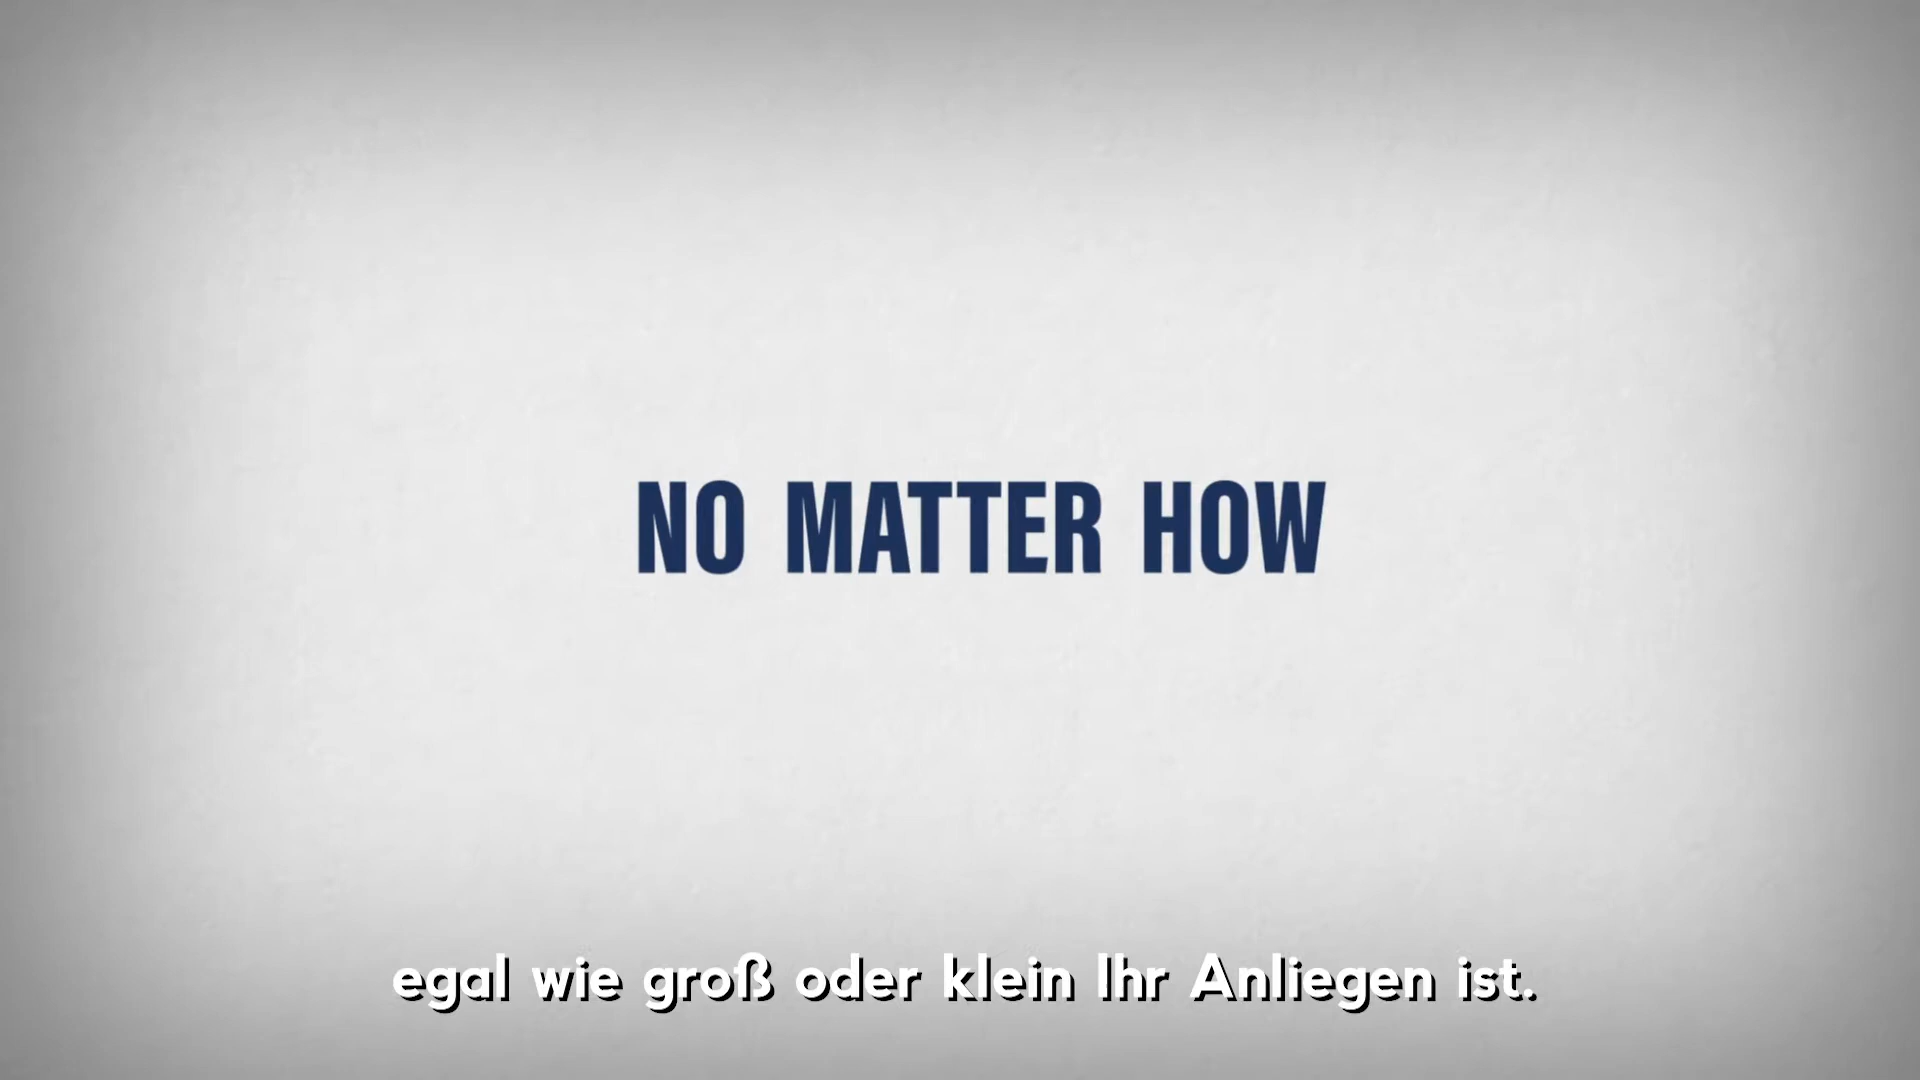 NO MATTER HOW
egal wie groß oder klein Ihr Anliegen ist.